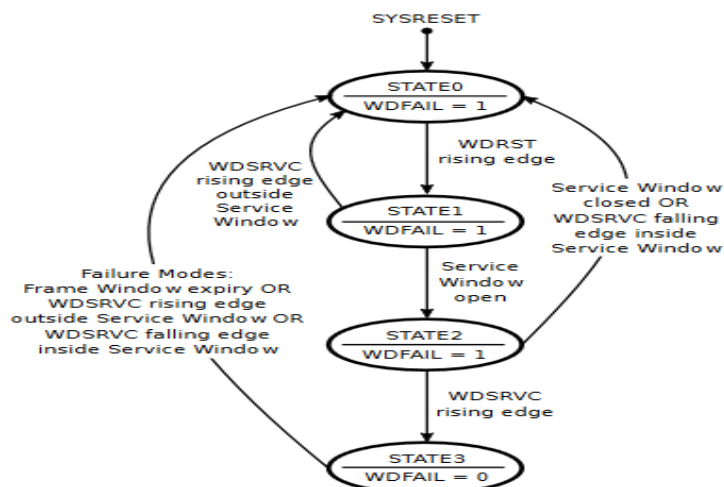 SYSRESET
STATE0
WDFAIL = 1
WDRST
rising edge
WDSRVC
rising edge
outside
Service
Window
Service Window
closed OR
WDSRVC falling
edge inside
Service Window
STATE1
WDFAIL = 1
Service
Window
open
Failure Modes:
Frame Window expiry OR
WDSRVC rising edge
outside Service Window OR
WDSRVC falling edge
inside Service Window
STATE2
WDFAIL = 1
WDSRVC
rising edge
STATE3
WDFAIL = 0